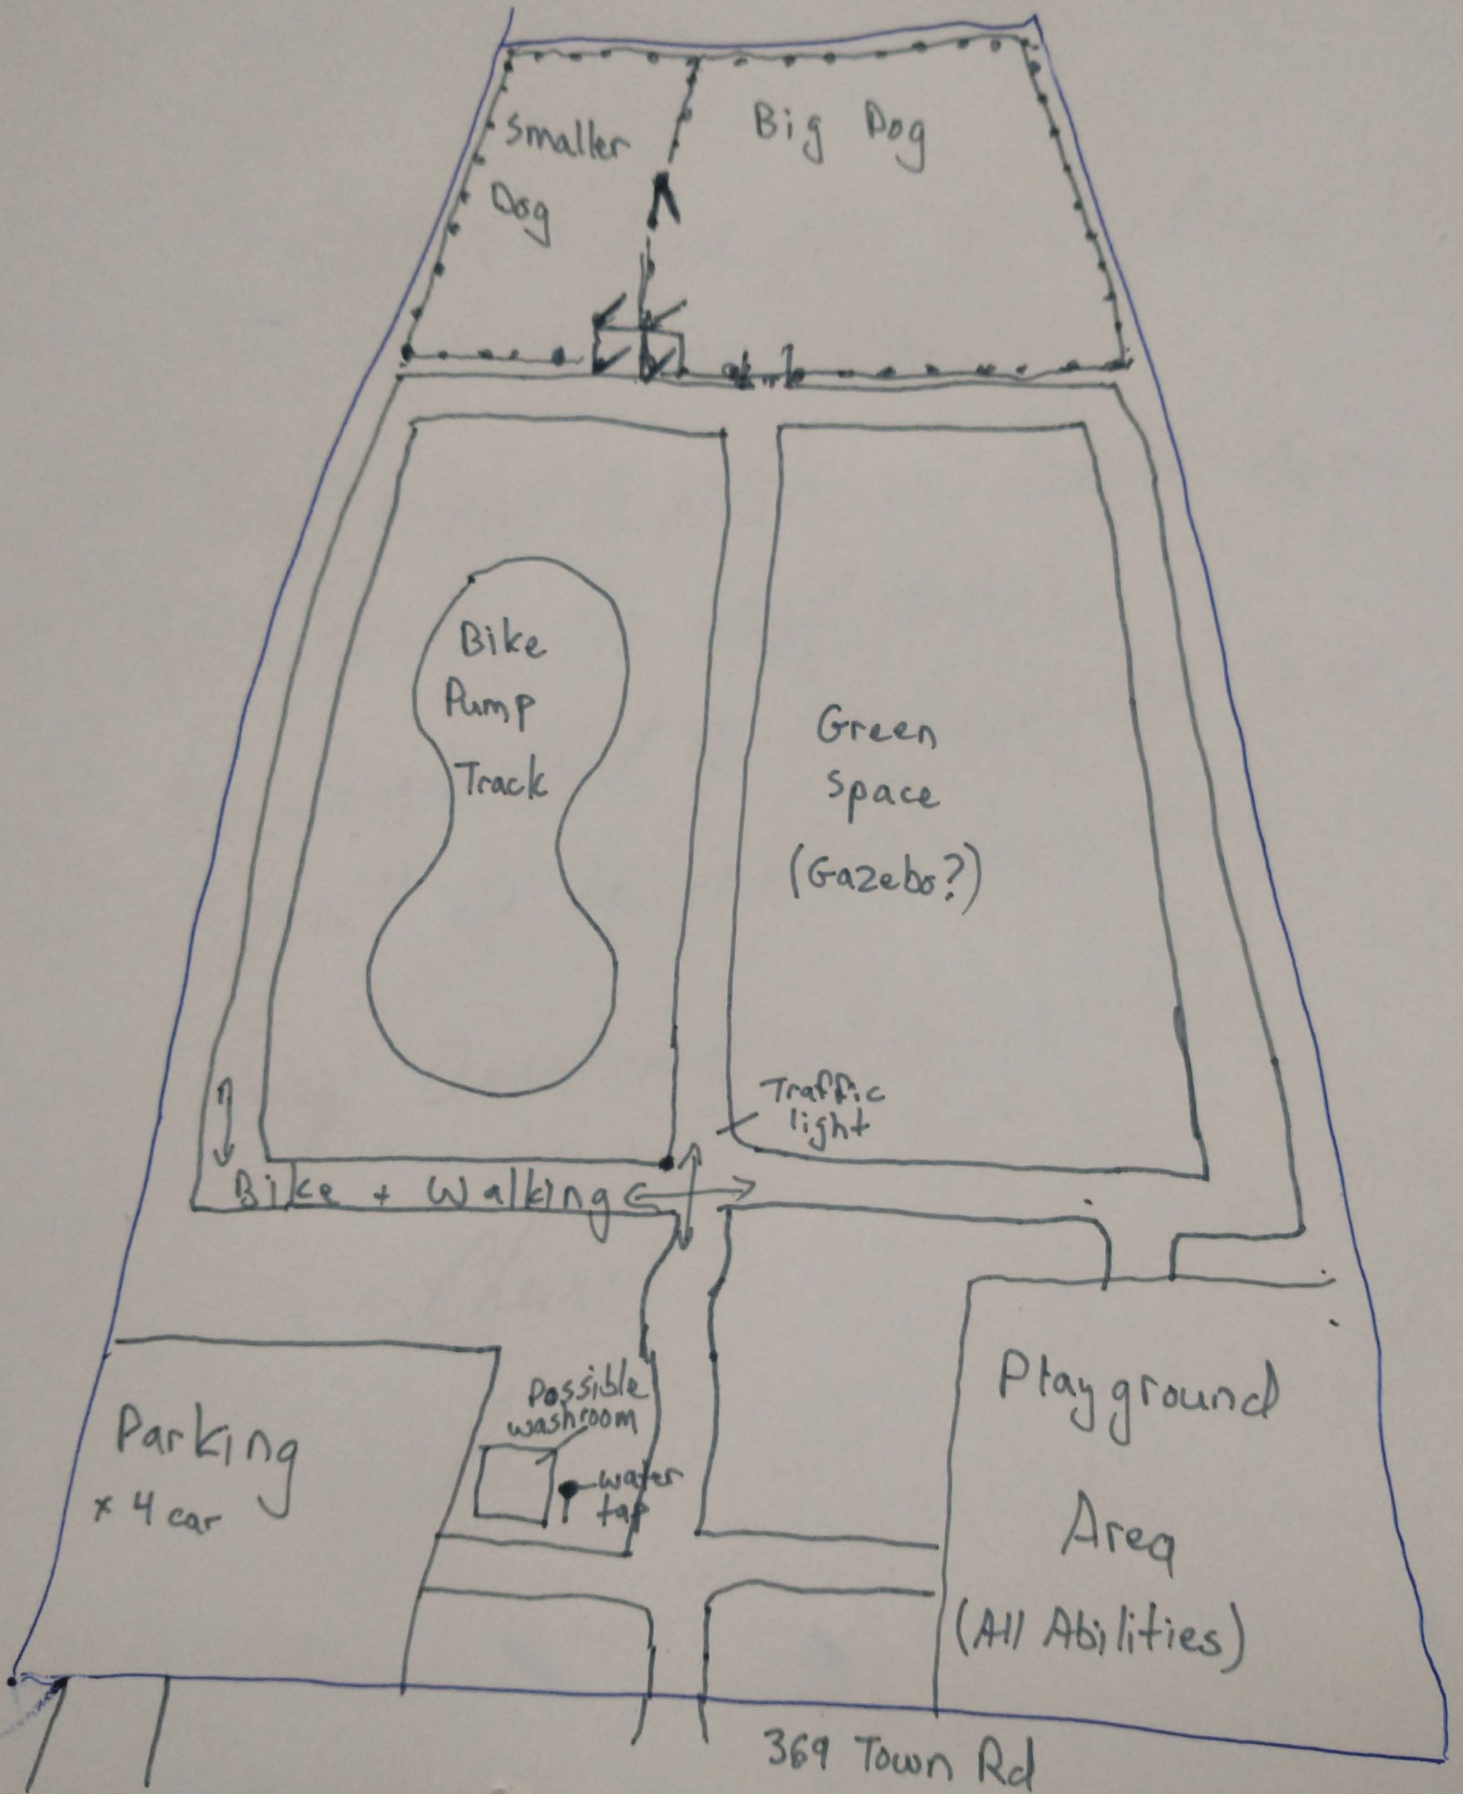 Smaller
Dog
Big Dog
Bike
Pump
Track
Green
Space
(Gazebo?)
Traffic
light
Bike + Walking
Possible
washroom
water
tap
Parking
x 4 car
Playground
Area
(All Abilities)
369 Town Rd